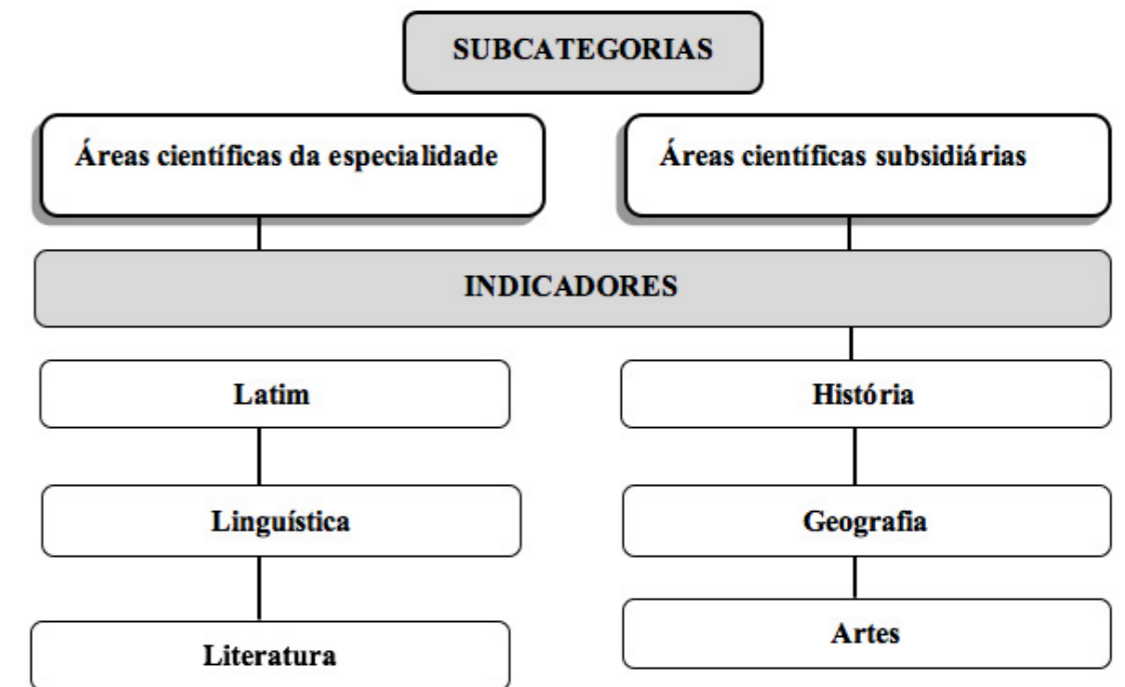 SUBCATEGORIAS
Áreas científicas da especialidade
Áreas científicas subsidiárias
INDICADORES
Latim
História
Linguística
Geografia
Literatura
Artes